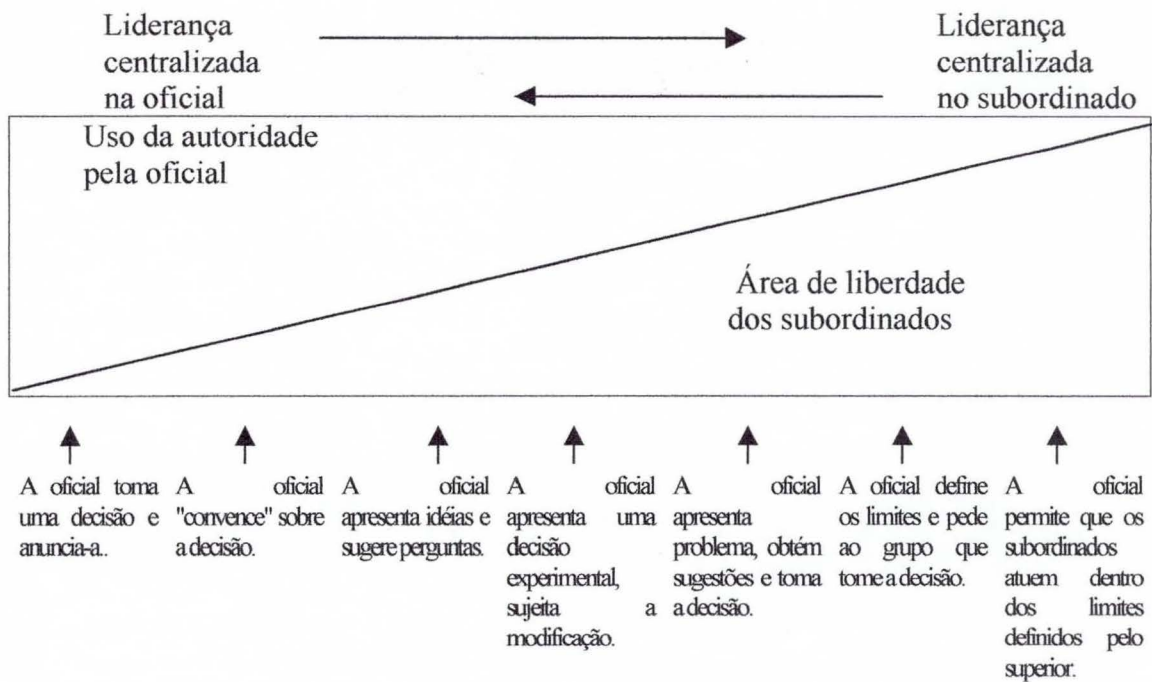 Liderança
centralizada
na oficial
Liderança
centralizada
no subordinado
Uso da autoridade
pela oficial
Área de liberdade
dos subordinados
A oficial toma
uma decisão e
anuncia-a..
A oficial
"convence" sobre
a decisão.
A oficial
apresenta idéias e
sugere perguntas.
A oficial
apresenta uma
decisão
experimental,
sujeita a
modificação.
A oficial
apresenta
problema, obtém
sugestões e toma
a decisão.
A oficial define
os limites e pede
ao grupo que
tome a decisão.
A oficial
permite que os
subordinados
atuem dentro
dos limites
definidos pelo
superior.